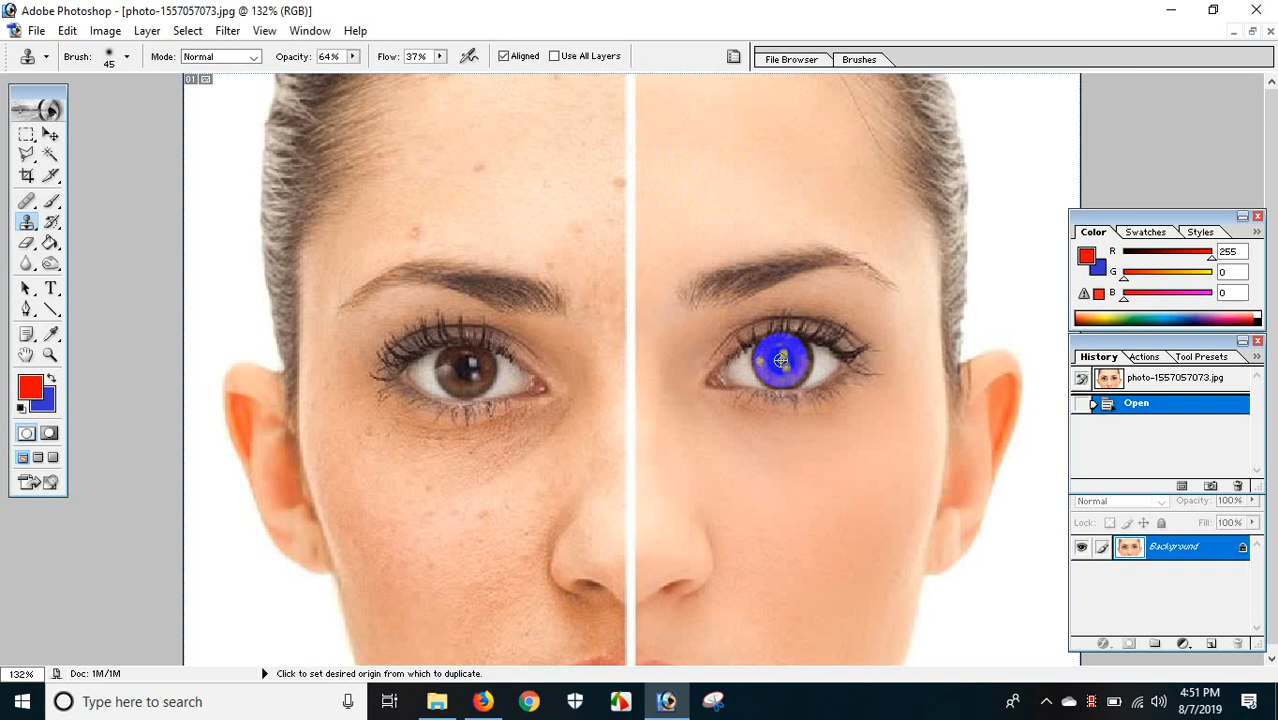 Adobe Photoshop - [photo-1557057073.jpg @ 132% (RGB)]
File Edit Image Layer Select Filter View Window Help
Brush: 45 Mode: Normal Opacity: 64% Flow: 37% Aligned Use All Layers File Browser Brushes
01
Color Swatches Styles
R 255
G 0
B 0
History Actions Tool Presets
photo-1557057073.jpg
Open
Normal Opacity: 100%
Lock: Fill: 100%
Background
132% Doc: 1M/1M Click to set desired origin from which to duplicate.
Type here to search
4:51 PM
8/7/2019